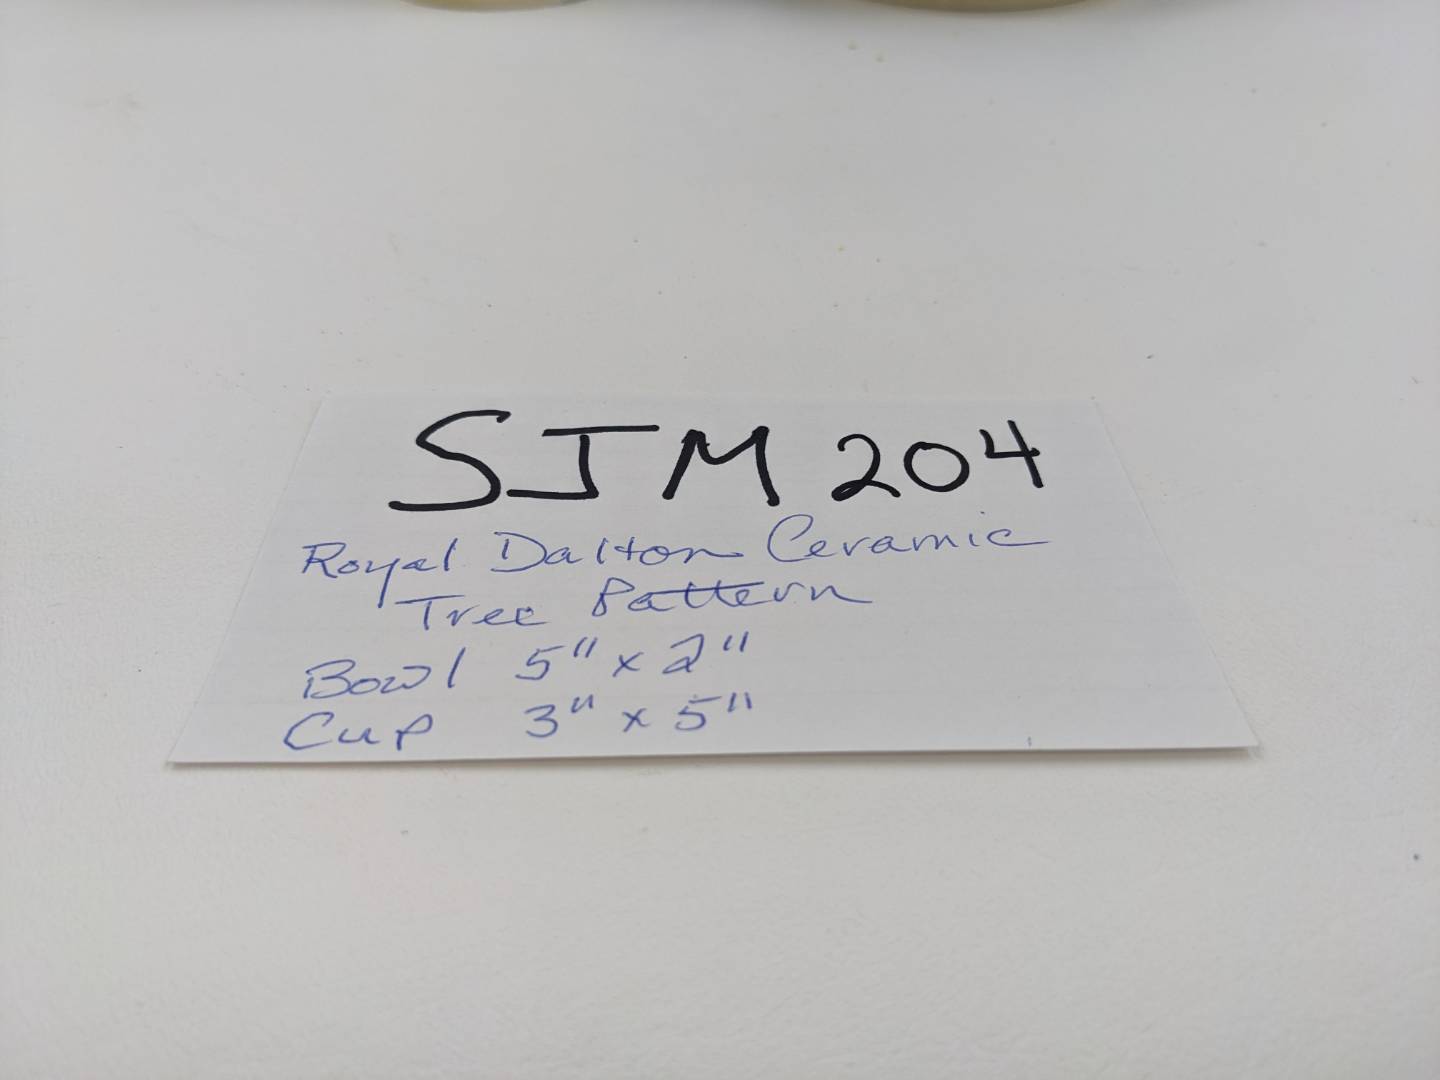 SJM 204
Royal Dalton Ceramic
Tree Pattern
Bowl 5" x 2"
Cup 3" x 5"